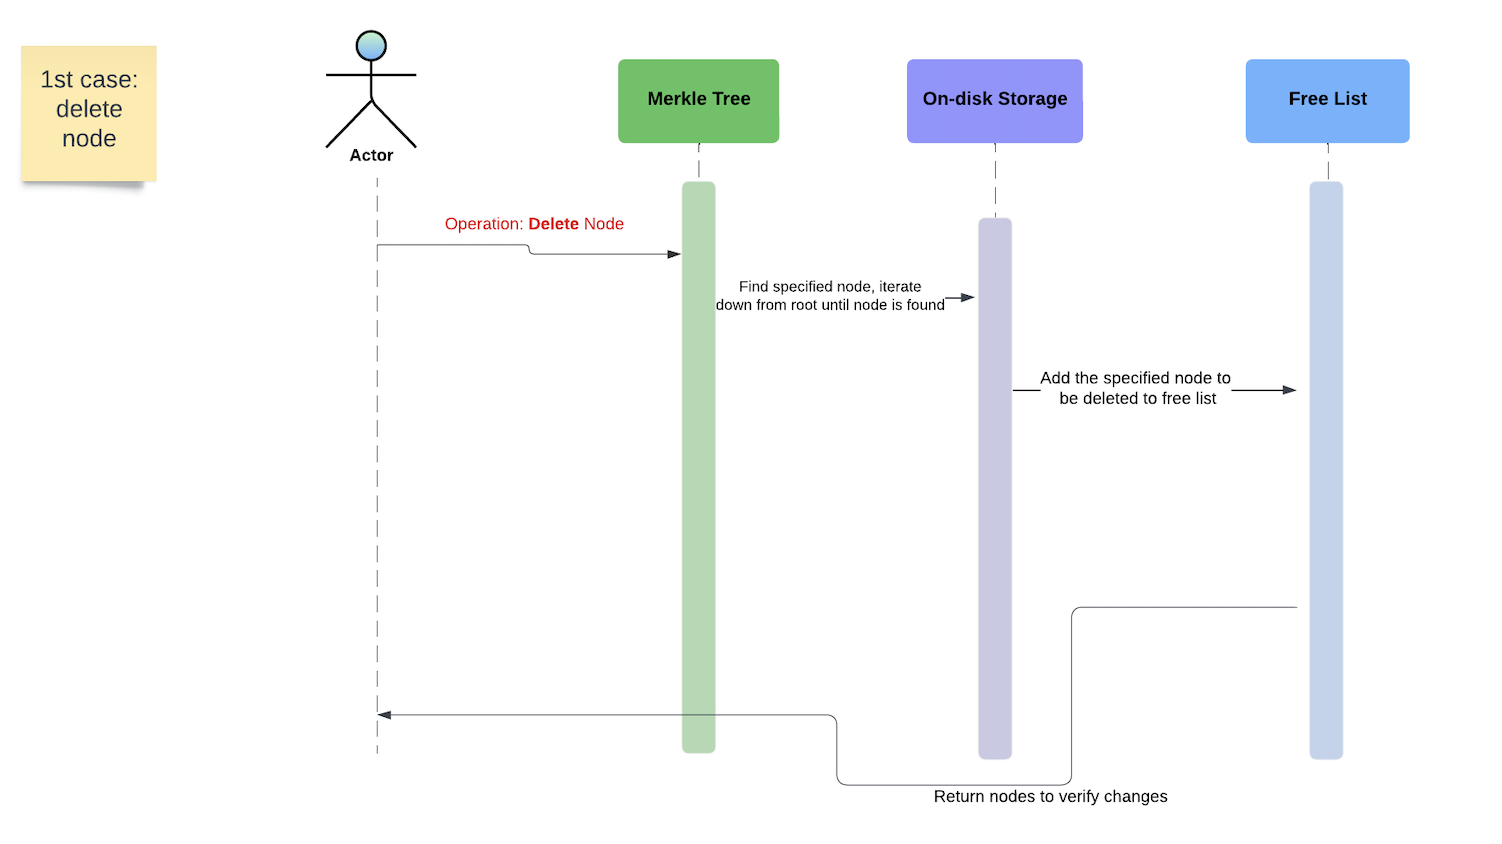 1st case:
delete
node
Actor
Merkle Tree
On-disk Storage
Free List
Operation: Delete Node
Find specified node, iterate
down from root until node is found
Add the specified node to
be deleted to free list
Return nodes to verify changes